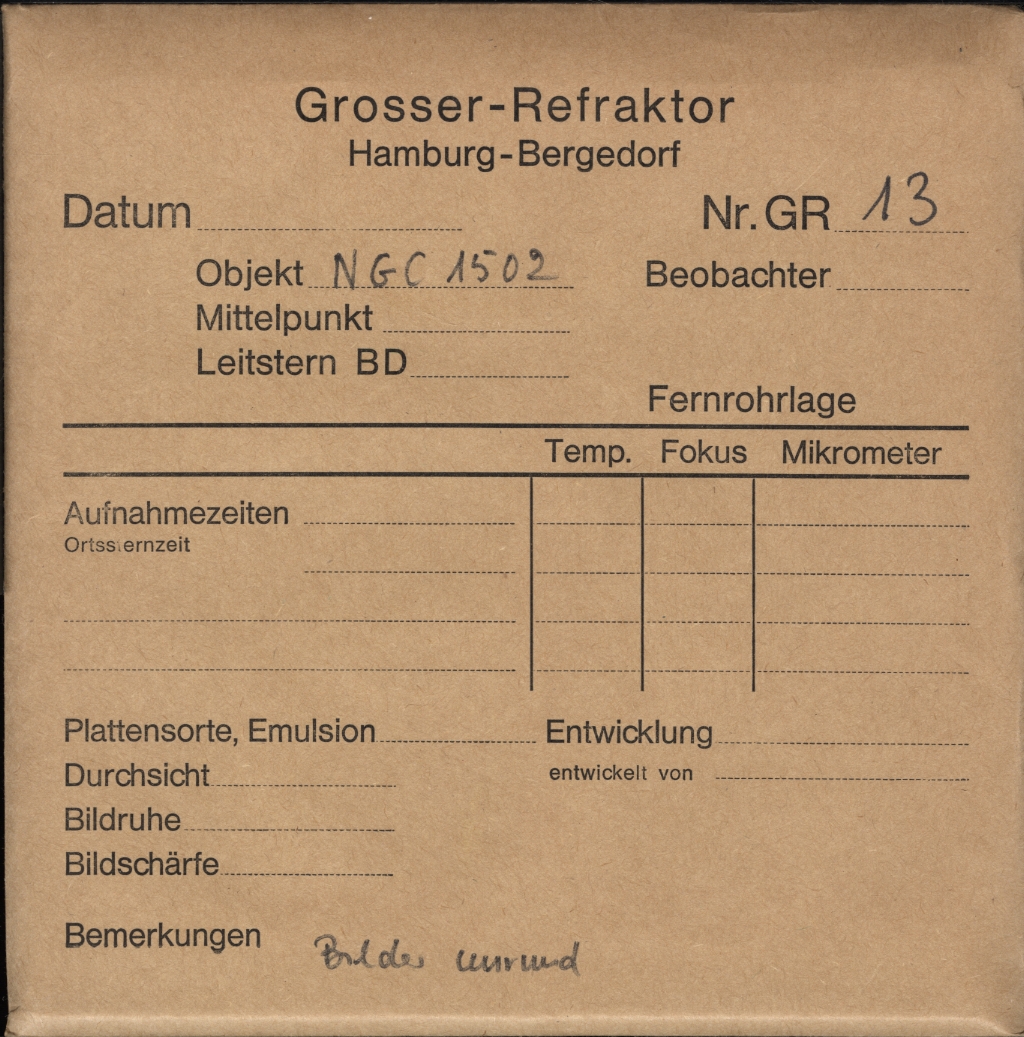 Grosser-Refraktor
Hamburg-Bergedorf
Datum Nr. GR 13
Objekt NGC 1502 Beobachter
Mittelpunkt
Leitstern BD
Fernrohrlage
Temp. Fokus Mikrometer
Aufnahmezeiten
Ortssternzeit
Plattensorte, Emulsion Entwicklung
Durchsicht entwickelt von
Bildruhe
Bildschärfe
Bemerkungen Bilder unrund